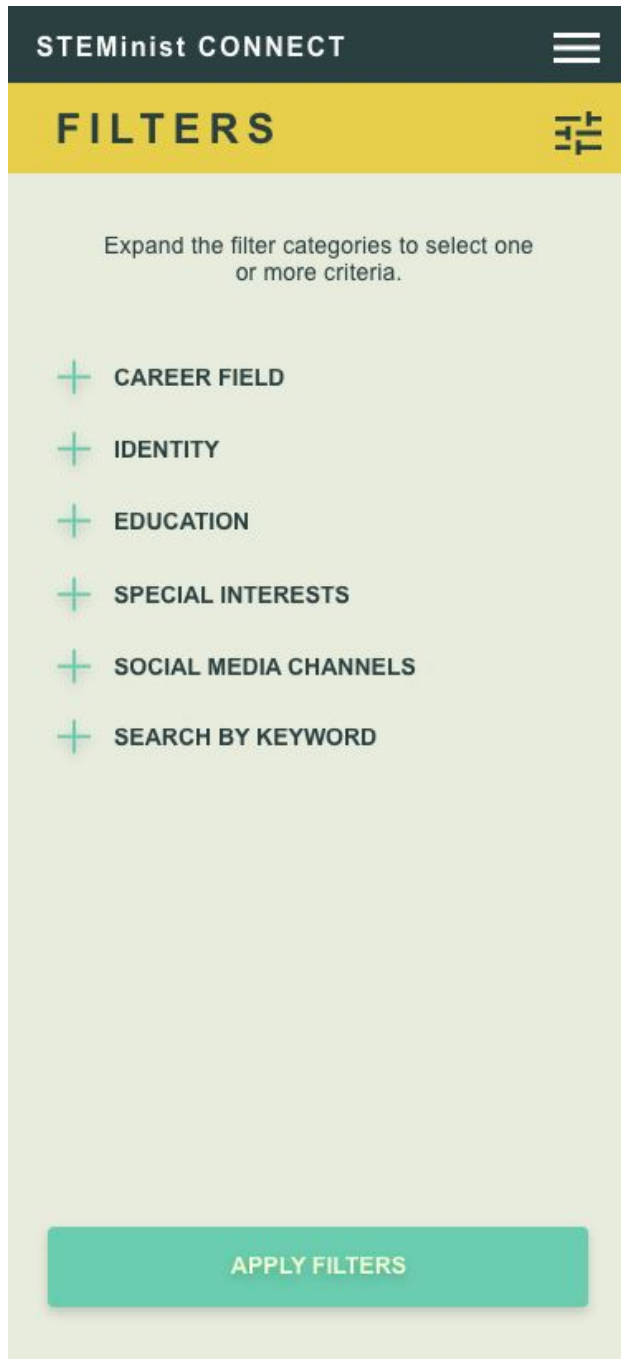 STEMinist CONNECT
FILTERS
Expand the filter categories to select one
or more criteria.
CAREER FIELD
IDENTITY
EDUCATION
SPECIAL INTERESTS
SOCIAL MEDIA CHANNELS
SEARCH BY KEYWORD
APPLY FILTERS